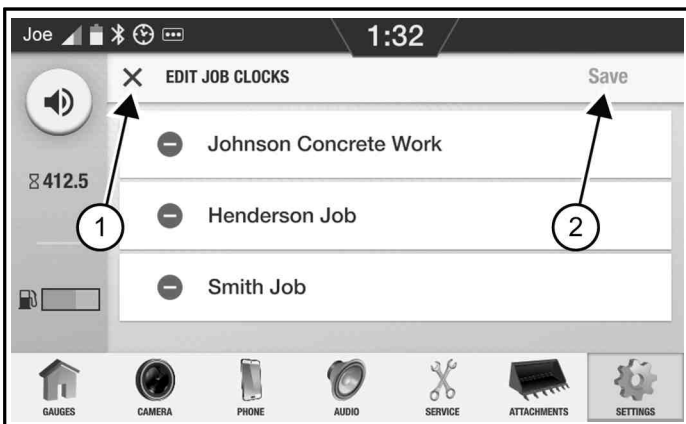 Joe 1:32
EDIT JOB CLOCKS Save
Johnson Concrete Work
412.5
1 Henderson Job 2
Smith Job
GAUGES CAMERA PHONE AUDIO SERVICE ATTACHMENTS SETTINGS